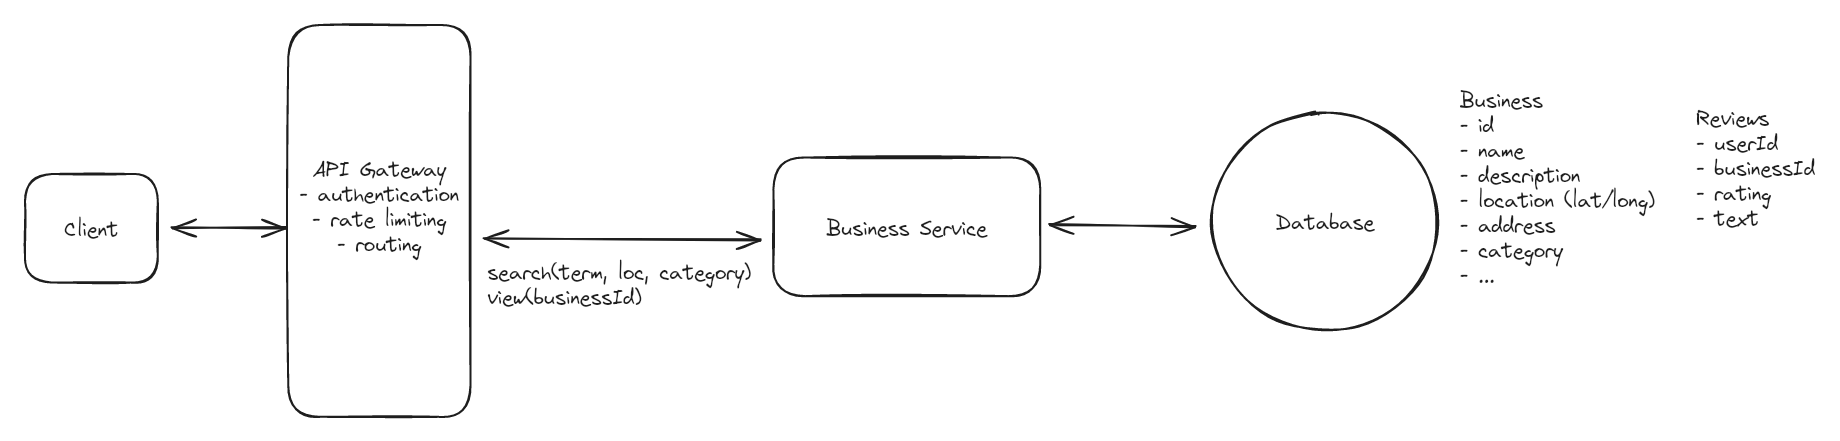 Client
API Gateway
- authentication
- rate limiting
- routing
search(term, loc, category)
view(businessId)
Business Service
Database
Business
- id
- name
- description
- location (lat/long)
- address
- category
- ...
Reviews
- userId
- businessId
- rating
- text